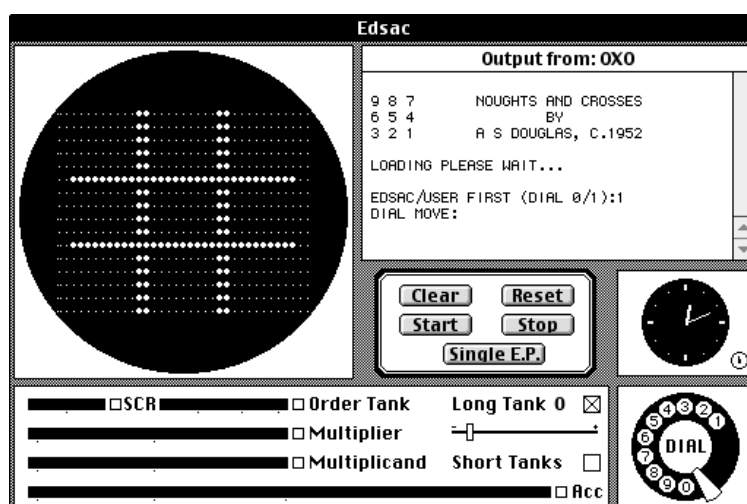 Edsac
Output from: OXO
9 8 7 NOUGHTS AND CROSSES
6 5 4 BY
3 2 1 A S DOUGLAS, C.1952
LOADING PLEASE WAIT...
EDSAC/USER FIRST (DIAL 0/1):1
DIAL MOVE:
Clear Reset
Start Stop
Single E.P.
SCR Order Tank Long Tank 0
Multiplier - +
Multiplicand Short Tanks
Acc
1 2 3 4 5 6 7 8 9 0
DIAL